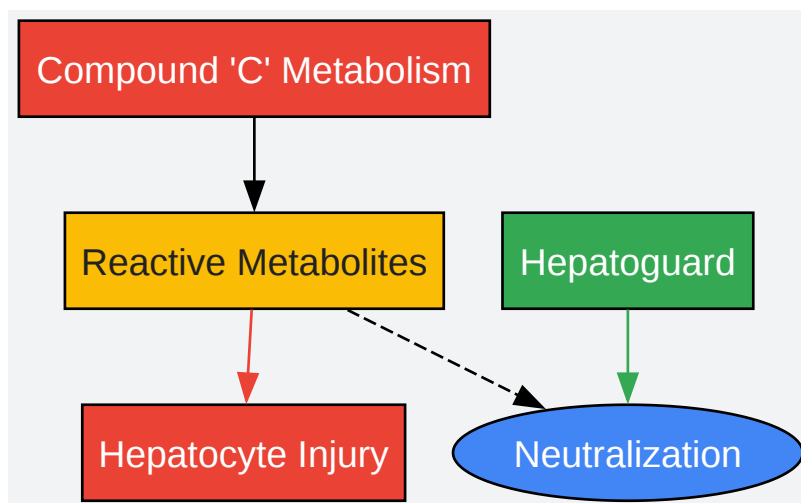 Compound 'C' Metabolism
Reactive Metabolites
Hepatoguard
Hepatocyte Injury
Neutralization